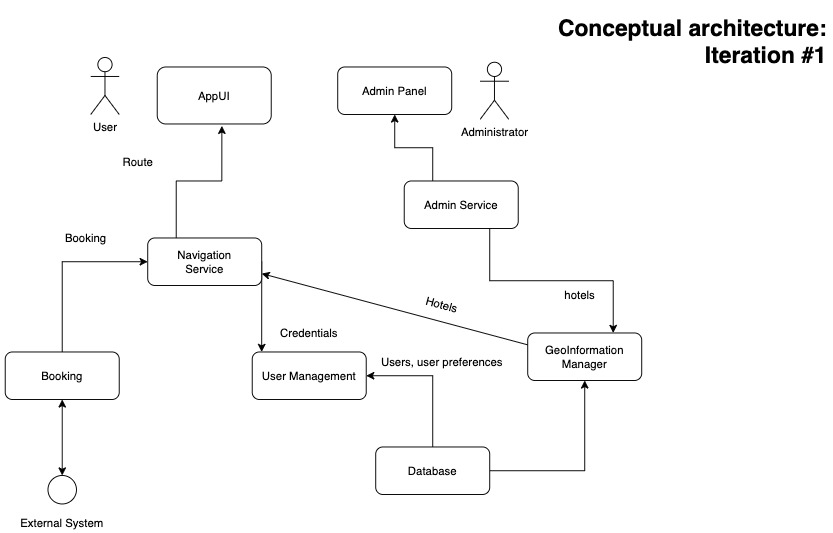 Conceptual architecture:
Iteration #1
AppUI
Admin Panel
User
Administrator
Route
Admin Service
Booking
Navigation
Service
hotels
Hotels
Credentials
GeoInformation
Manager
Users, user preferences
Booking
User Management
Database
External System